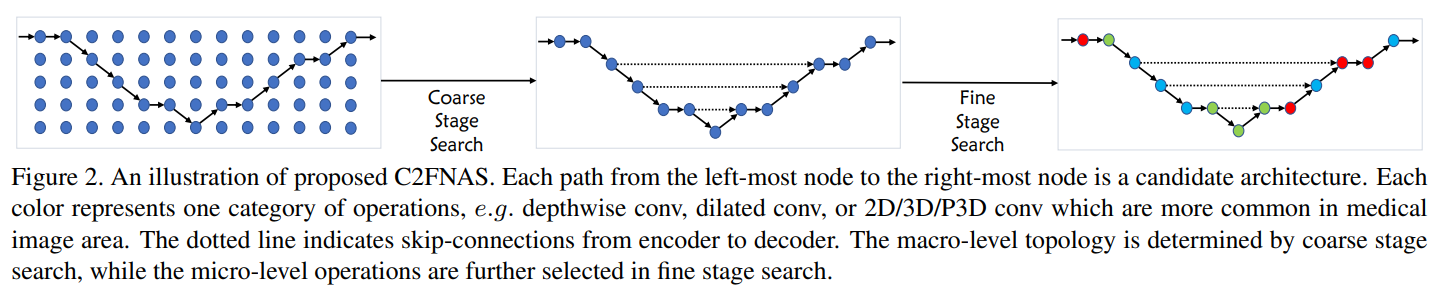 Coarse
Stage
Search
Fine
Stage
Search
Figure 2. An illustration of proposed C2FNAS. Each path from the left-most node to the right-most node is a candidate architecture. Each
color represents one category of operations, e.g. depthwise conv, dilated conv, or 2D/3D/P3D conv which are more common in medical
image area. The dotted line indicates skip-connections from encoder to decoder. The macro-level topology is determined by coarse stage
search, while the micro-level operations are further selected in fine stage search.